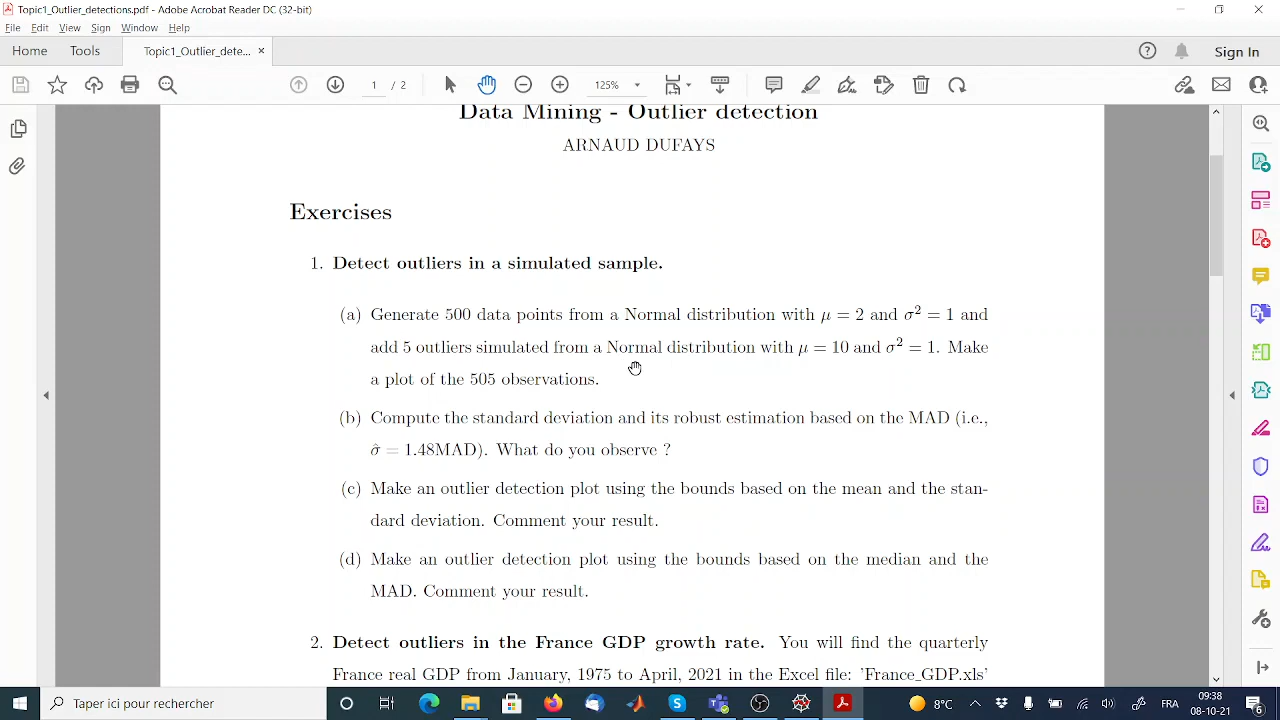 Topic1_Outlier_detections.pdf - Adobe Acrobat Reader DC (32-bit)
File Edit View Sign Window Help
Home Tools Topic1_Outlier_dete... × Sign In
1 / 2 125%
Data Mining - Outlier detection
ARNAUD DUFAYS
Exercises
1. Detect outliers in a simulated sample.
(a) Generate 500 data points from a Normal distribution with μ = 2 and σ² = 1 and
add 5 outliers simulated from a Normal distribution with μ = 10 and σ² = 1. Make
a plot of the 505 observations.
(b) Compute the standard deviation and its robust estimation based on the MAD (i.e.,
σ̂ = 1.48MAD). What do you observe ?
(c) Make an outlier detection plot using the bounds based on the mean and the stan-
dard deviation. Comment your result.
(d) Make an outlier detection plot using the bounds based on the median and the
MAD. Comment your result.
2. Detect outliers in the France GDP growth rate. You will find the quarterly
France real GDP from January, 1975 to April, 2021 in the Excel file: 'France_GDP.xls'
Taper ici pour rechercher 8°C FRA 09:38
08-10-21 6